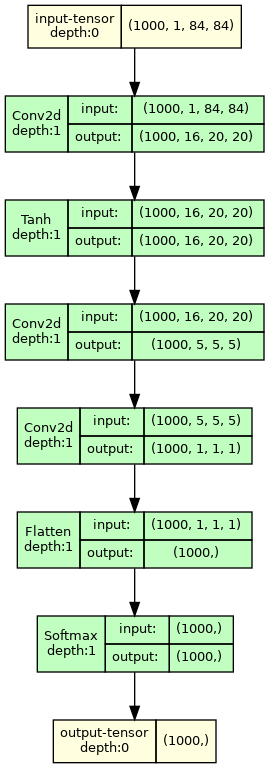 input-tensor
depth:0
(1000, 1, 84, 84)
Conv2d
depth:1
input:
(1000, 1, 84, 84)
output:
(1000, 16, 20, 20)
Tanh
depth:1
input:
(1000, 16, 20, 20)
output:
(1000, 16, 20, 20)
Conv2d
depth:1
input:
(1000, 16, 20, 20)
output:
(1000, 5, 5, 5)
Conv2d
depth:1
input:
(1000, 5, 5, 5)
output:
(1000, 1, 1, 1)
Flatten
depth:1
input:
(1000, 1, 1, 1)
output:
(1000,)
Softmax
depth:1
input:
(1000,)
output:
(1000,)
output-tensor
depth:0
(1000,)